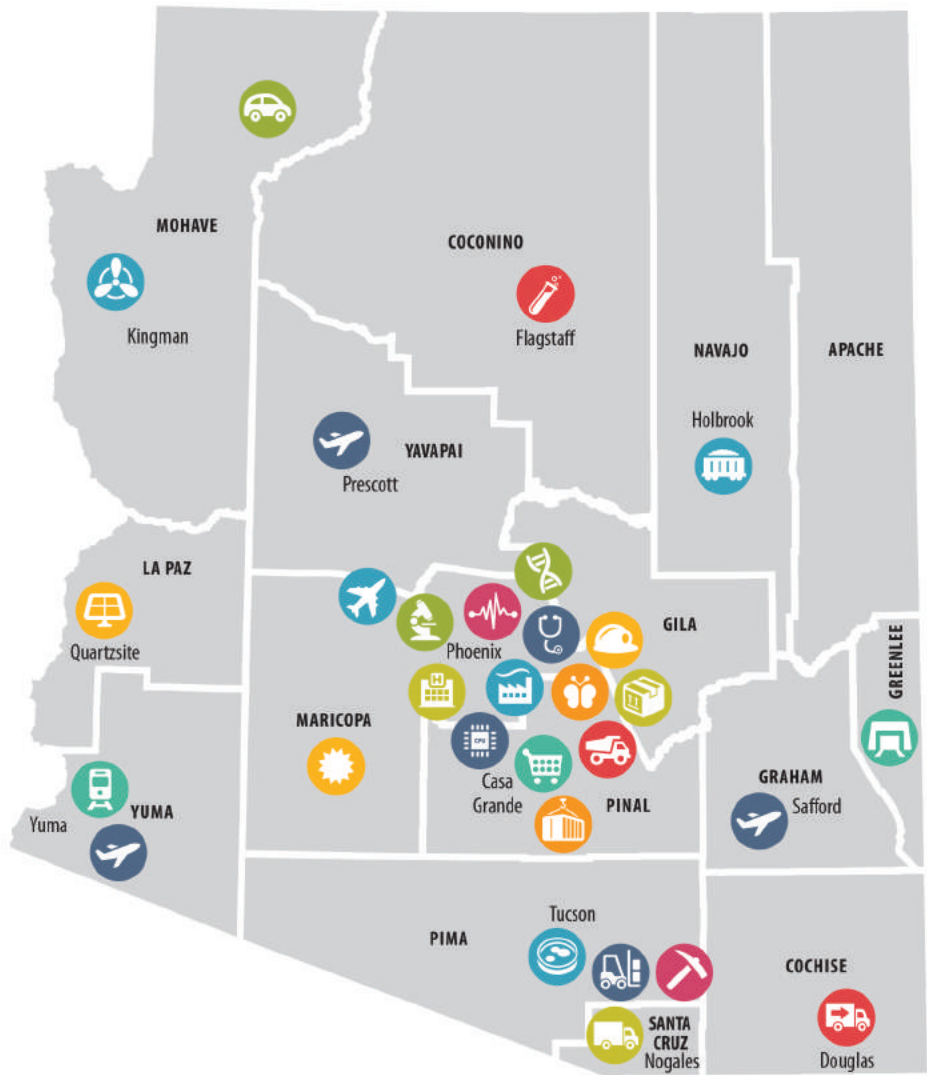 MOHAVE
COCONINO
Kingman
Flagstaff
NAVAJO
APACHE
Holbrook
YAVAPAI
Prescott
LA PAZ
Quartzsite
Phoenix
GILA
GREENLEE
H
MARICOPA
CPU
Casa
Grande
PINAL
GRAHAM
Safford
Yuma
YUMA
Tucson
PIMA
COCHISE
SANTA
CRUZ
Nogales
Douglas